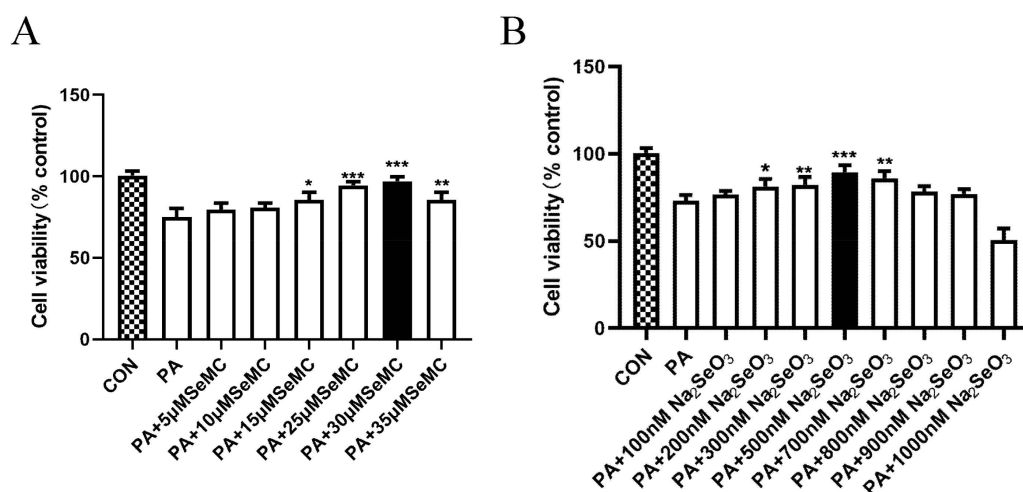 A
Cell viability (% control)
150
100
50
0
*
***
***
**
CON
PA
PA+5μMSeMC
PA+10μMSeMC
PA+15μMSeMC
PA+25μMSeMC
PA+30μMSeMC
PA+35μMSeMC
B
Cell viability (% control)
150
100
50
0
*
**
***
**
CON
PA
PA+100nM Na₂SeO₃
PA+200nM Na₂SeO₃
PA+300nM Na₂SeO₃
PA+500nM Na₂SeO₃
PA+700nM Na₂SeO₃
PA+800nM Na₂SeO₃
PA+900nM Na₂SeO₃
PA+1000nM Na₂SeO₃